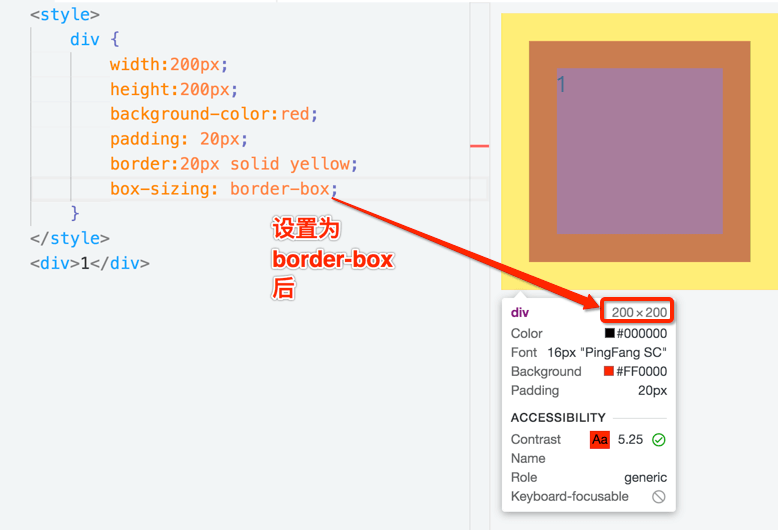 <style>
div {
width:200px;
height:200px;
background-color:red;
padding: 20px;
border:20px solid yellow;
box-sizing: border-box;
}
</style>
<div>1</div>
设置为
border-box
后
1
div 200 × 200
Color #000000
Font 16px "PingFang SC"
Background #FF0000
Padding 20px
ACCESSIBILITY
Contrast Aa 5.25
Name
Role generic
Keyboard-focusable